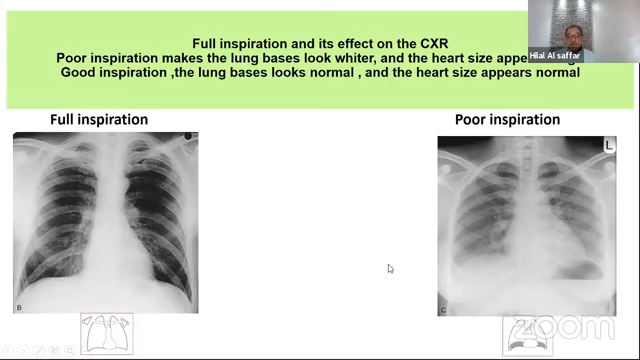 Full inspiration and its effect on the CXR
Poor inspiration makes the lung bases look whiter, and the heart size appe
Good inspiration ,the lung bases looks normal , and the heart size appears normal
Hilal Al saffar
Full inspiration
Poor inspiration
L
B
C
LIVE
zoom